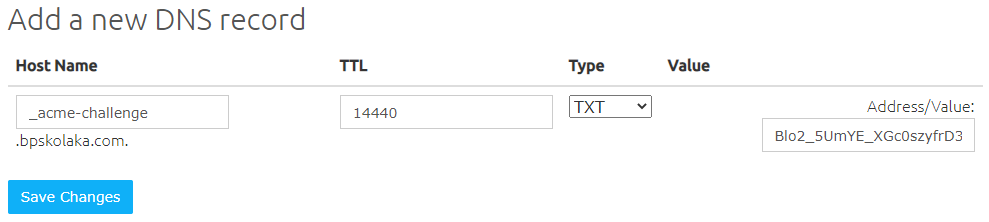 Add a new DNS record
Host Name TTL Type Value
_acme-challenge 14440 TXT Address/Value:
.bpskolaka.com. Blo2_5UmYE_XGc0szyfrD3
Save Changes